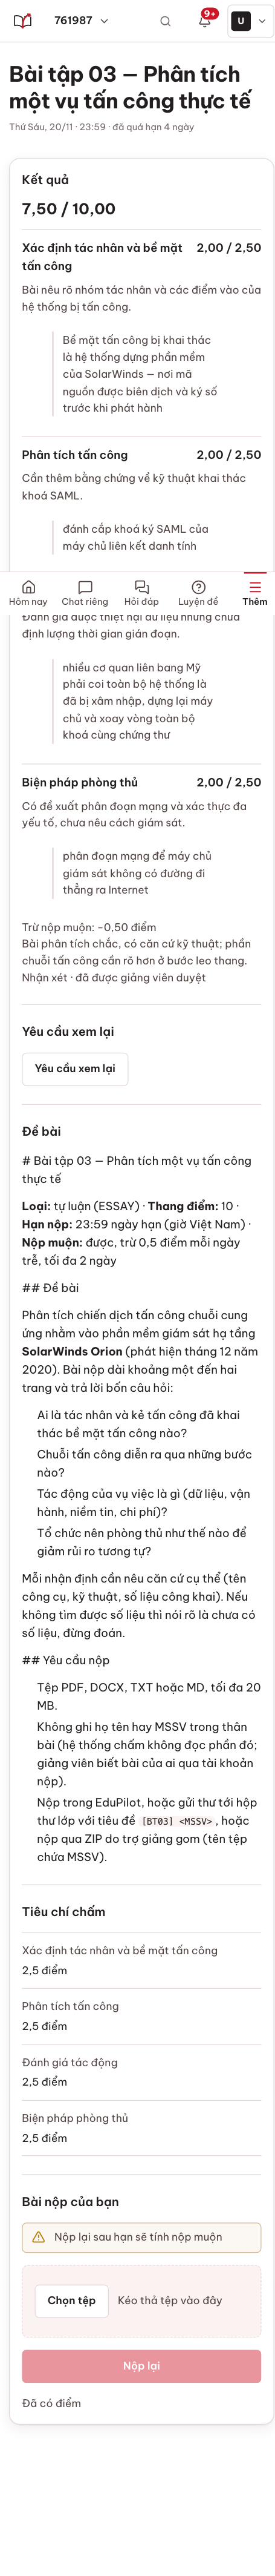 761987
9+
U
Bài tập 03 — Phân tích
một vụ tấn công thực tế
Thứ Sáu, 20/11 · 23:59 · đã quá hạn 4 ngày
Kết quả
7,50 / 10,00
Xác định tác nhân và bề mặt
tấn công
2,00 / 2,50
Bài nêu rõ nhóm tác nhân và các điểm vào của
hệ thống bị tấn công.
Bề mặt tấn công bị khai thác
là hệ thống dựng phần mềm
của SolarWinds — nơi mã
nguồn được biên dịch và ký số
trước khi phát hành
Phân tích tấn công
2,00 / 2,50
Cần thêm bằng chứng về kỹ thuật khai thác
khoá SAML.
đánh cắp khoá ký SAML của
máy chủ liên kết danh tính
Hôm nay
Chat riêng
Hỏi đáp
Luyện đề
Thêm
Đánh giá được thiệt hại dữ liệu nhưng chưa
định lượng thời gian gián đoạn.
nhiều cơ quan liên bang Mỹ
phải coi toàn bộ hệ thống là
đã bị xâm nhập, dựng lại máy
chủ và xoay vòng toàn bộ
khoá cùng chứng thư
Biện pháp phòng thủ
2,00 / 2,50
Có đề xuất phân đoạn mạng và xác thực đa
yếu tố, chưa nêu cách giám sát.
phân đoạn mạng để máy chủ
giám sát không có đường đi
thẳng ra Internet
Trừ nộp muộn: -0,50 điểm
Bài phân tích chắc, có căn cứ kỹ thuật; phần
chuỗi tấn công cần rõ hơn ở bước leo thang.
Nhận xét · đã được giảng viên duyệt
Yêu cầu xem lại
Yêu cầu xem lại
Đề bài
# Bài tập 03 — Phân tích một vụ tấn công
thực tế
Loại: tự luận (ESSAY) · Thang điểm: 10 ·
Hạn nộp: 23:59 ngày hạn (giờ Việt Nam) ·
Nộp muộn: được, trừ 0,5 điểm mỗi ngày
trễ, tối đa 2 ngày
## Đề bài
Phân tích chiến dịch tấn công chuỗi cung
ứng nhằm vào phần mềm giám sát hạ tầng
SolarWinds Orion (phát hiện tháng 12 năm
2020). Bài nộp dài khoảng một đến hai
trang và trả lời bốn câu hỏi:
Ai là tác nhân và kẻ tấn công đã khai
thác bề mặt tấn công nào?
Chuỗi tấn công diễn ra qua những bước
nào?
Tác động của vụ việc là gì (dữ liệu, vận
hành, niềm tin, chi phí)?
Tổ chức nên phòng thủ như thế nào để
giảm rủi ro tương tự?
Mỗi nhận định cần nêu căn cứ cụ thể (tên
công cụ, kỹ thuật, số liệu công khai). Nếu
không tìm được số liệu thì nói rõ là chưa có
số liệu, đừng đoán.
## Yêu cầu nộp
Tệp PDF, DOCX, TXT hoặc MD, tối đa 20
MB.
Không ghi họ tên hay MSSV trong thân
bài (hệ thống chấm không đọc phần đó;
giảng viên biết bài của ai qua tài khoản
nộp).
Nộp trong EduPilot, hoặc gửi thư tới hộp
thư lớp với tiêu đề [BT03] <MSSV>, hoặc
nộp qua ZIP do trợ giảng gom (tên tệp
chứa MSSV).
Tiêu chí chấm
Xác định tác nhân và bề mặt tấn công
2,5 điểm
Phân tích tấn công
2,5 điểm
Đánh giá tác động
2,5 điểm
Biện pháp phòng thủ
2,5 điểm
Bài nộp của bạn
Nộp lại sau hạn sẽ tính nộp muộn
Chọn tệp
Kéo thả tệp vào đây
Nộp lại
Đã có điểm